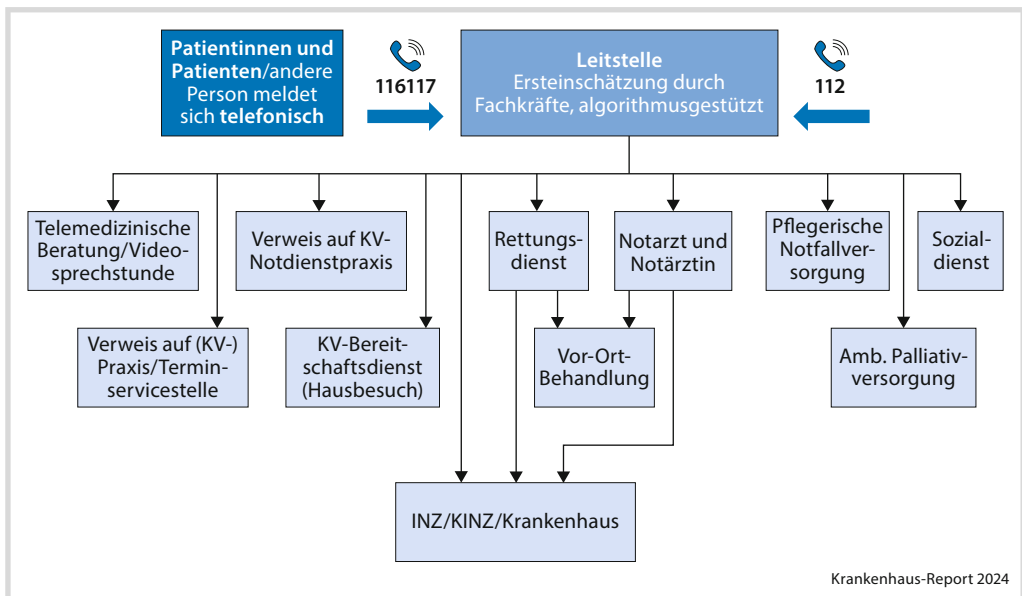 Patientinnen und
Patienten/andere
Person meldet
sich telefonisch
116117
Leitstelle
Ersteinschätzung durch
Fachkräfte, algorithmusgestützt
112
Telemedizinische
Beratung/Video-
sprechstunde
Verweis auf KV-
Notdienstpraxis
Rettungs-
dienst
Notarzt und
Notärztin
Pflegerische
Notfallver-
sorgung
Sozial-
dienst
Verweis auf (KV-)
Praxis/Termin-
servicestelle
KV-Bereit-
schaftsdienst
(Hausbesuch)
Vor-Ort-
Behandlung
Amb. Palliativ-
versorgung
INZ/KINZ/Krankenhaus
Krankenhaus-Report 2024